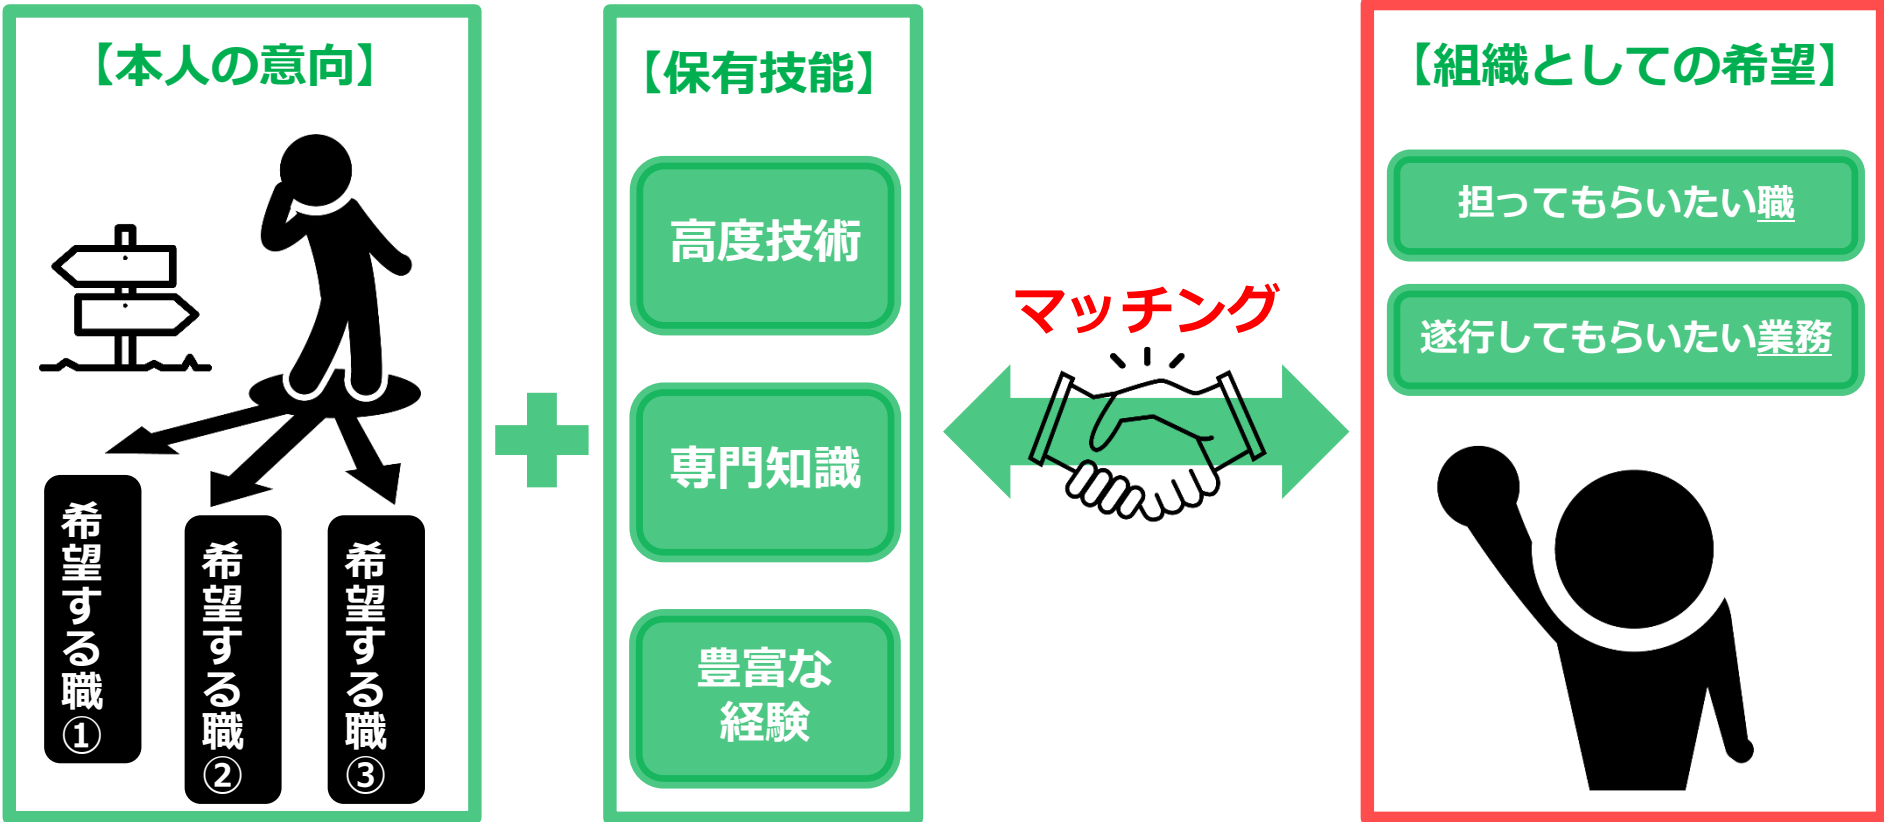 【本人の意向】
希望する職①
希望する職②
希望する職③
【保有技能】
高度技術
専門知識
豊富な
経験
マッチング
【組織としての希望】
担ってもらいたい職
遂行してもらいたい業務